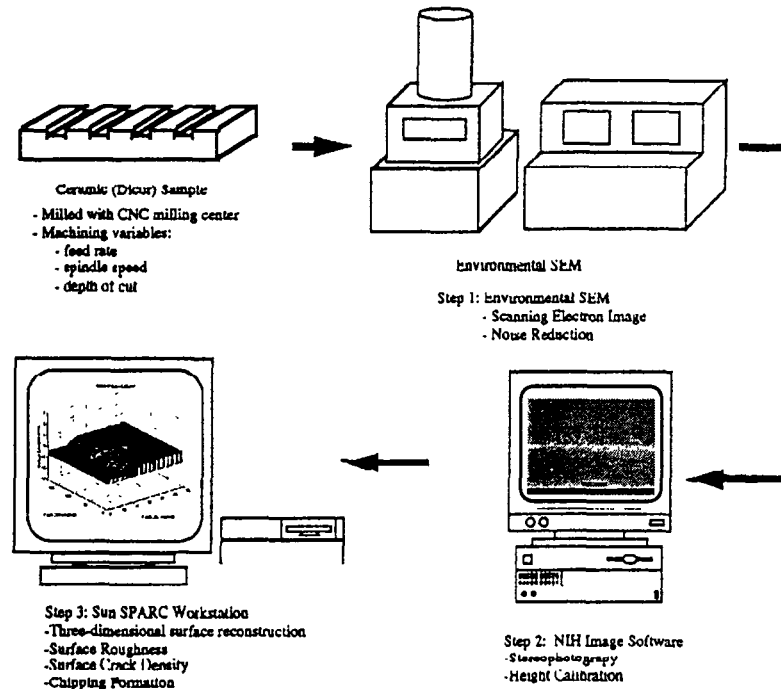 Ceramic (Dicor) Sample
- Milled with CNC milling center
- Machining variables:
- feed rate
- spindle speed
- depth of cut
Environmental SEM
Step 1: Environmental SEM
- Scanning Electron Image
- Noise Reduction
Step 2: NIH Image Software
-Stereophotograpy
-Height Calibration
Step 3: Sun SPARC Workstation
-Three-dimensional surface reconstruction
-Surface Roughness
-Surface Crack Density
-Chipping Formation